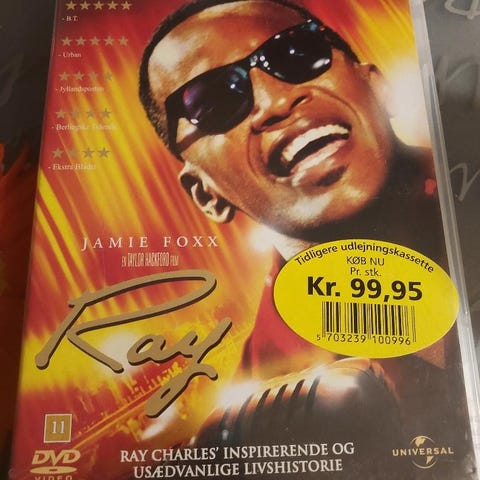 - B.T.
- Urban
- Jyllandsposten
- Berlingske Tidende
- Ekstra Bladet
JAMIE FOXX
EN TAYLOR HACKFORD FILM
Ray
Tidligere udlejningskassette
KØB NU
Pr. stk.
Kr. 99,95
5 703239 100996
11
DVD
VIDEO
RAY CHARLES' INSPIRERENDE OG
USÆDVANLIGE LIVSHISTORIE
UNIVERSAL